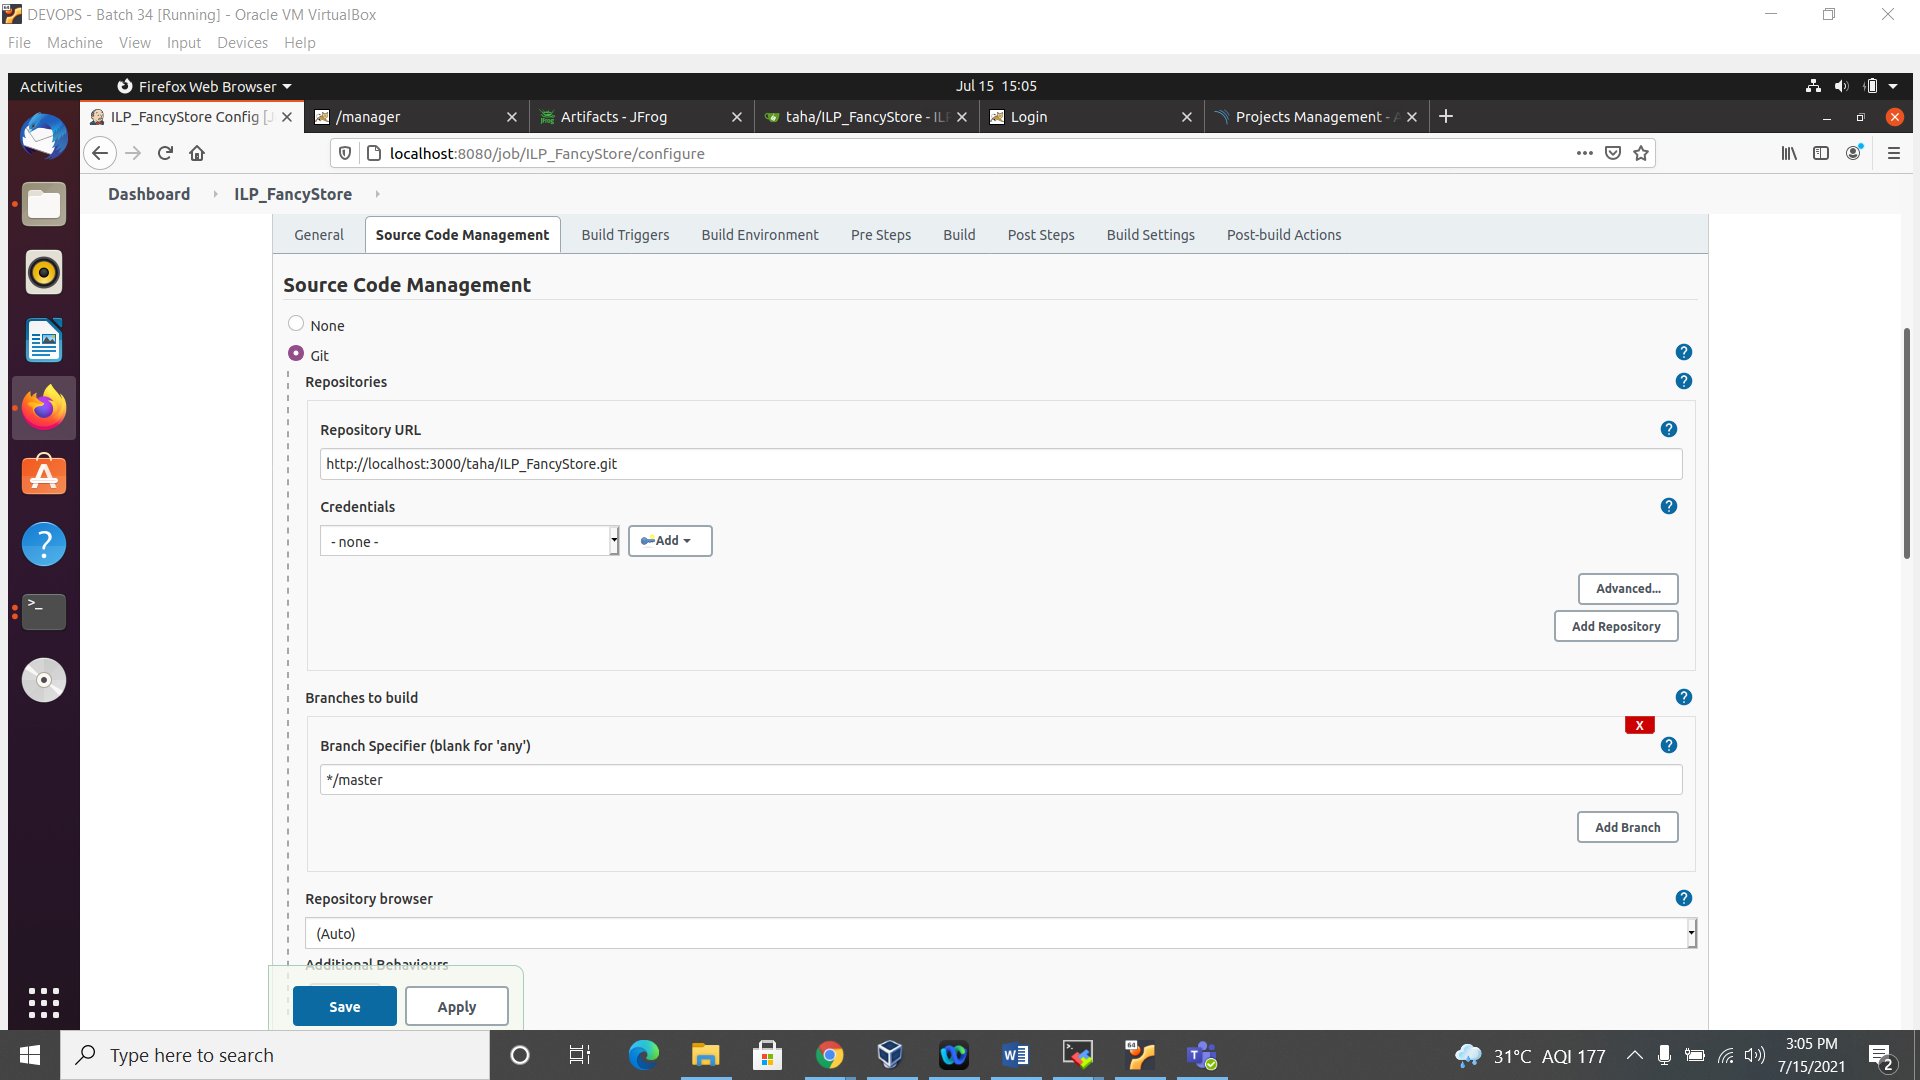 DEVOPS - Batch 34 [Running] - Oracle VM VirtualBox
File Machine View Input Devices Help
Activities Firefox Web Browser Jul 15 15:05
ILP_FancyStore Config [J /manager Artifacts - JFrog taha/ILP_FancyStore - ILP Login Projects Management - A
localhost:8080/job/ILP_FancyStore/configure
Dashboard ILP_FancyStore
General Source Code Management Build Triggers Build Environment Pre Steps Build Post Steps Build Settings Post-build Actions
Source Code Management
None
Git
Repositories
Repository URL
http://localhost:3000/taha/ILP_FancyStore.git
Credentials
- none - Add
Advanced...
Add Repository
Branches to build
X
Branch Specifier (blank for 'any')
*/master
Add Branch
Repository browser
(Auto)
Additional Behaviours
Save Apply
Type here to search
31°C AQI 177
3:05 PM
7/15/2021
2